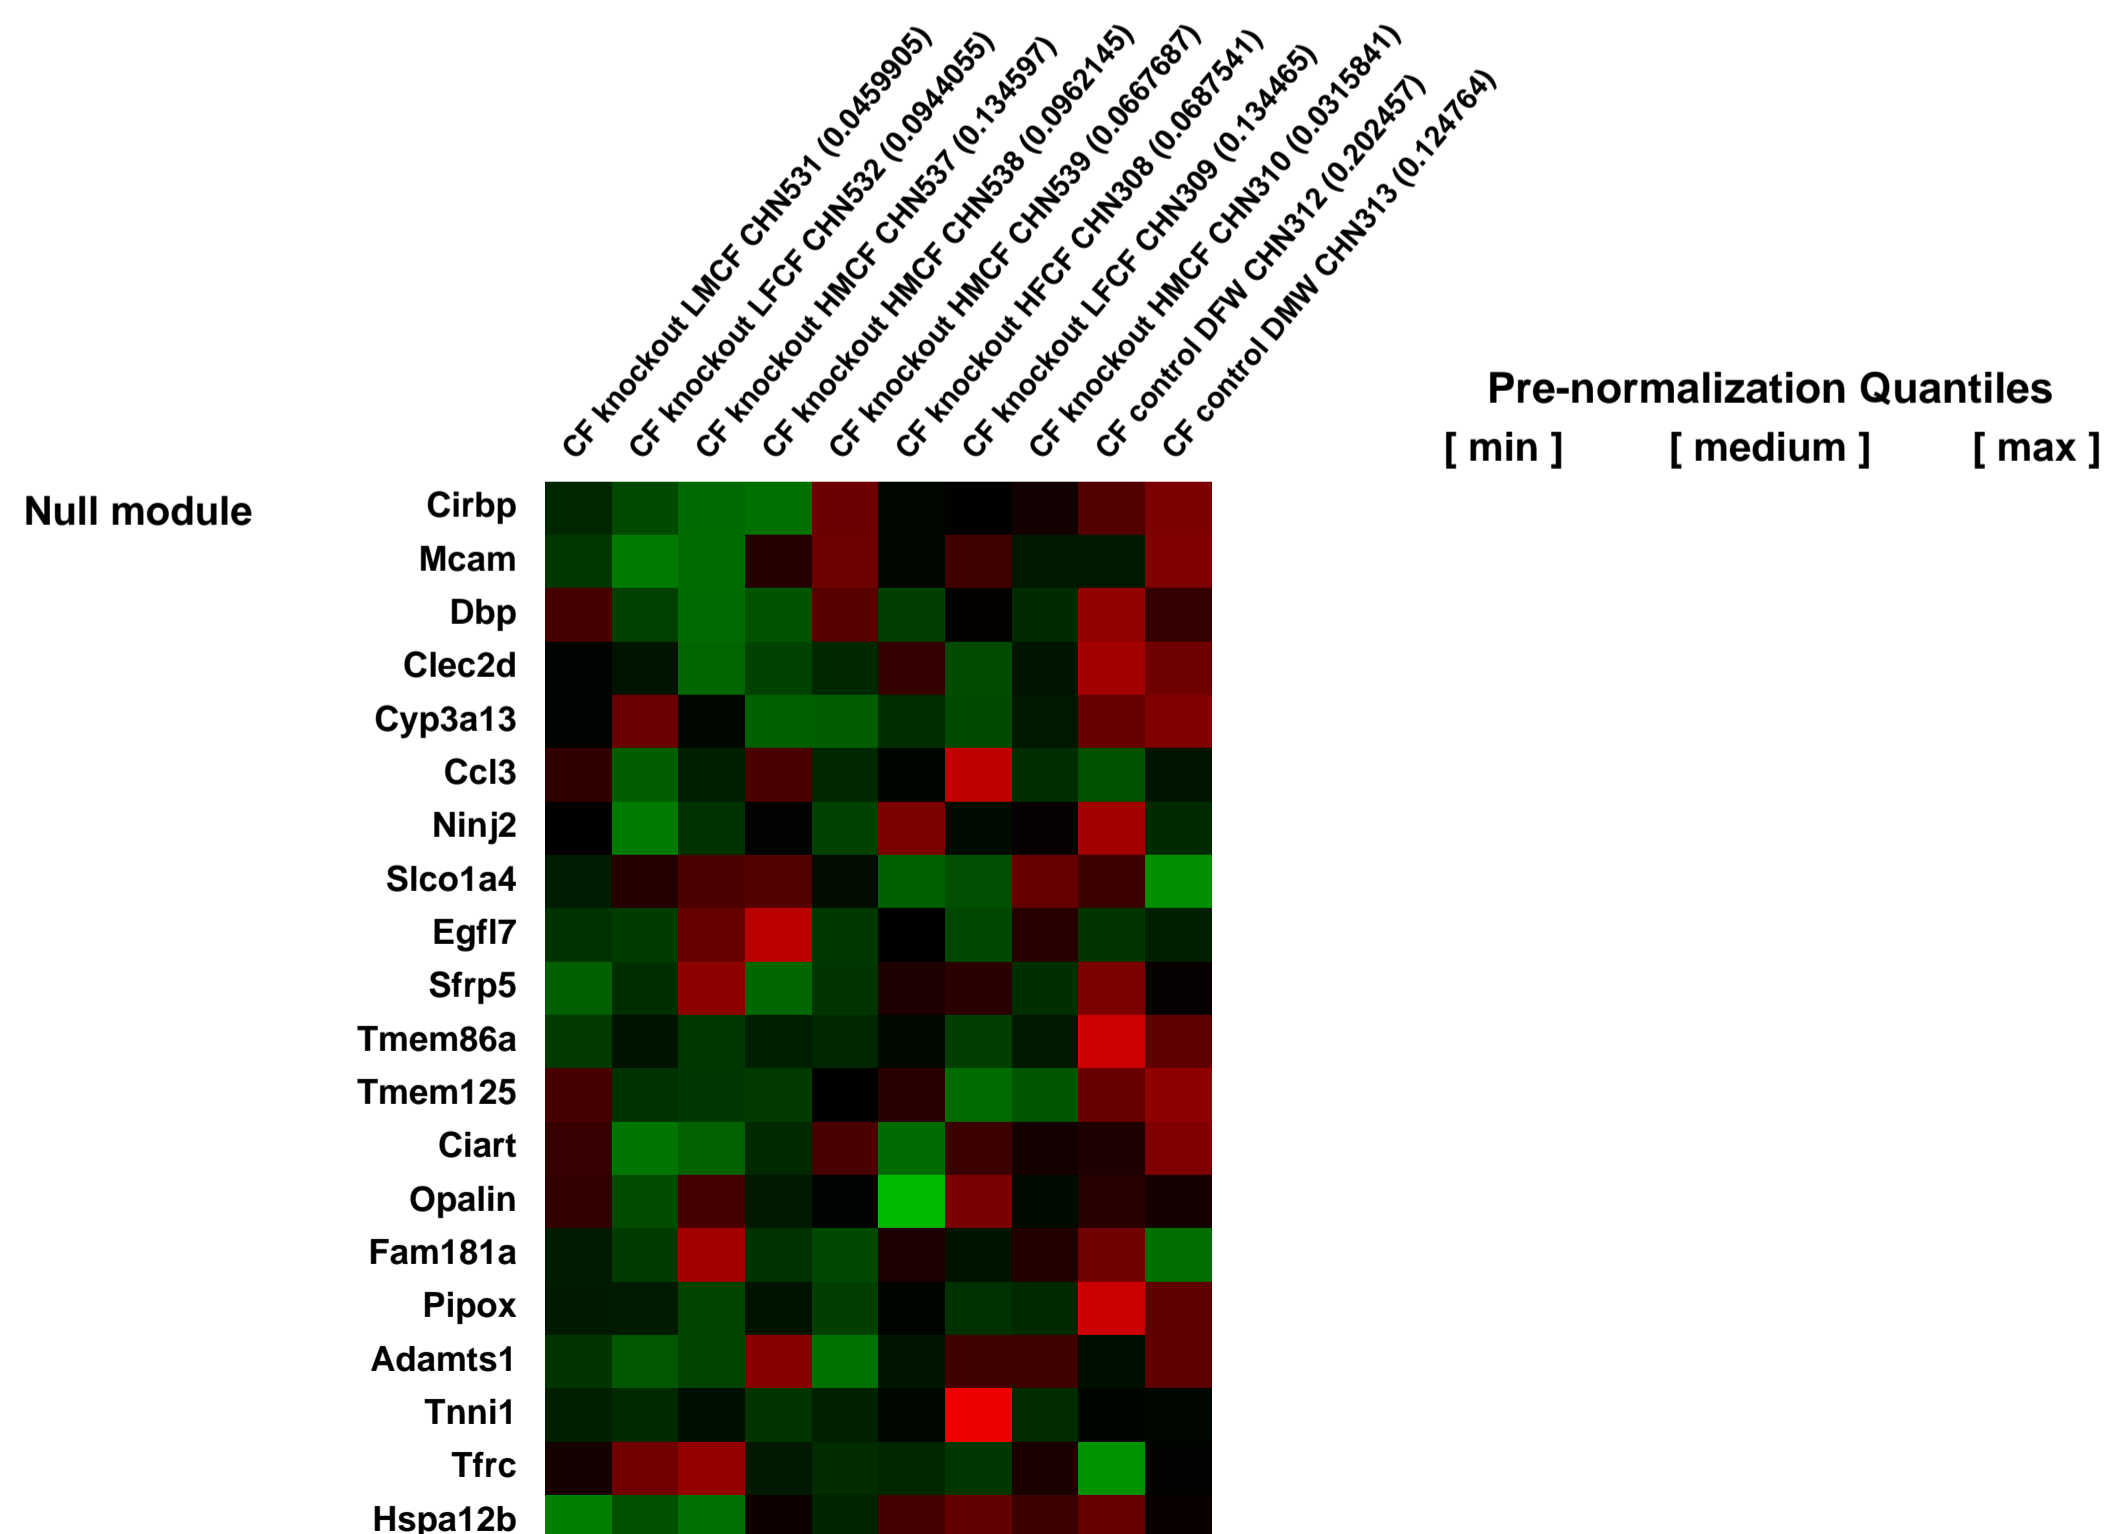 CF knockout LMCF CHN531 (0.0459905)
CF knockout LFCF CHN532 (0.0944055)
CF knockout HMCF CHN537 (0.134597)
CF knockout HMCF CHN538 (0.0962145)
CF knockout HMCF CHN539 (0.0667687)
CF knockout HFCF CHN308 (0.0687541)
CF knockout LFCF CHN309 (0.134465)
CF knockout HMCF CHN310 (0.0315841)
CF control DFW CHN312 (0.202457)
CF control DMW CHN313 (0.124764)
Pre-normalization Quantiles
[ min ] [ medium ] [ max ]
Null module
Cirbp
Mcam
Dbp
Clec2d
Cyp3a13
Ccl3
Ninj2
Slco1a4
Egfl7
Sfrp5
Tmem86a
Tmem125
Ciart
Opalin
Fam181a
Pipox
Adamts1
Tnni1
Tfrc
Hspa12b